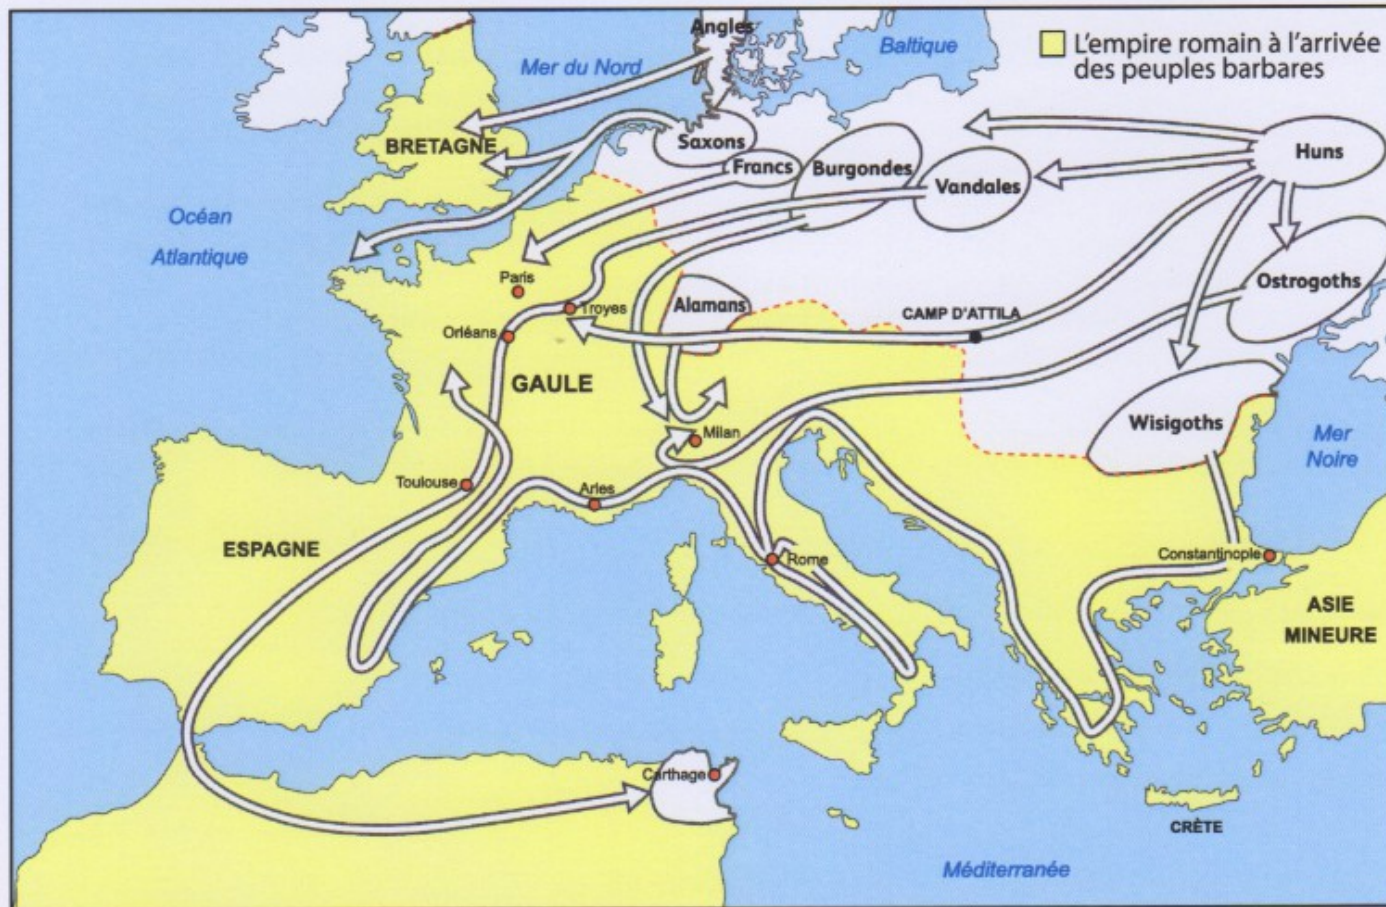 Angles
Baltique
L'empire romain à l'arrivée
des peuples barbares
Mer du Nord
BRETAGNE
Saxons
Francs
Burgondes
Vandales
Huns
Océan
Atlantique
Paris
Troyes
Alamans
Ostrogoths
CAMP D'ATTILA
Orléans
GAULE
Wisigoths
Milan
Mer
Noire
Toulouse
Arles
ESPAGNE
Rome
Constantinople
ASIE
MINEURE
Carthage
CRÈTE
Méditerranée